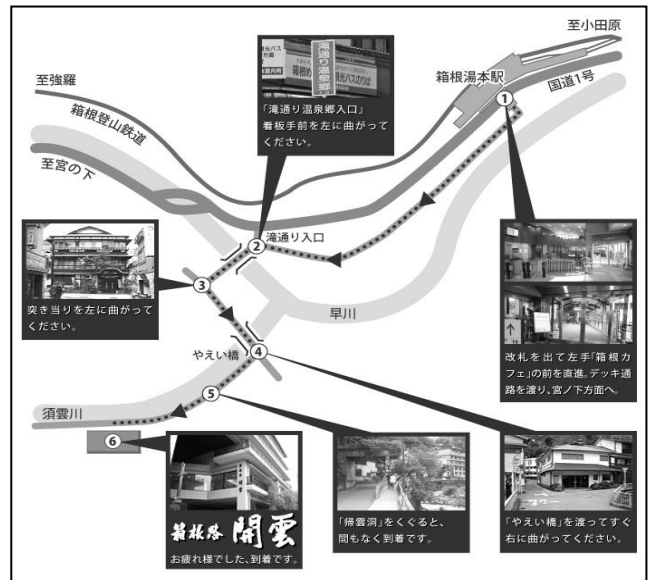 至小田原
箱根湯本駅
国道1号
至強羅
箱根登山鉄道
至宮の下
滝通り温泉郷
「滝通り温泉郷入口」
看板手前を左に曲がって
ください。
①
②
滝通り入口
③
突き当りを左に曲がって
ください。
早川
やえい橋
④
改札を出て左手「箱根カ
フェ」の前を直進。デッキ通
路を渡り、宮ノ下方面へ。
⑤
須雲川
⑥
箱根路 開雲
お疲れ様でした、到着です。
「帰雲洞」をくぐると、
間もなく到着です。
「やえい橋」を渡ってすぐ
右に曲がってください。